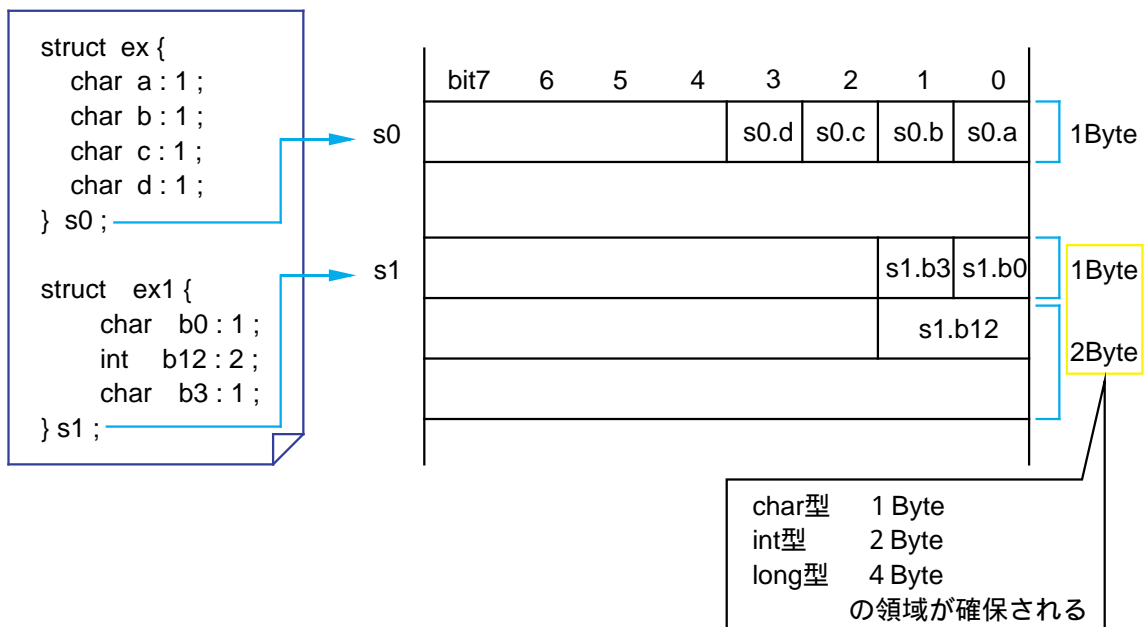 struct ex {
char a : 1 ;
char b : 1 ;
char c : 1 ;
char d : 1 ;
} s0 ;
struct ex1 {
char b0 : 1 ;
int b12 : 2 ;
char b3 : 1 ;
} s1 ;
bit7 6 5 4 3 2 1 0
s0 s0.d s0.c s0.b s0.a 1Byte
s1 s1.b3 s1.b0 1Byte
s1.b12
2Byte
char型 1 Byte
int型 2 Byte
long型 4 Byte
の領域が確保される